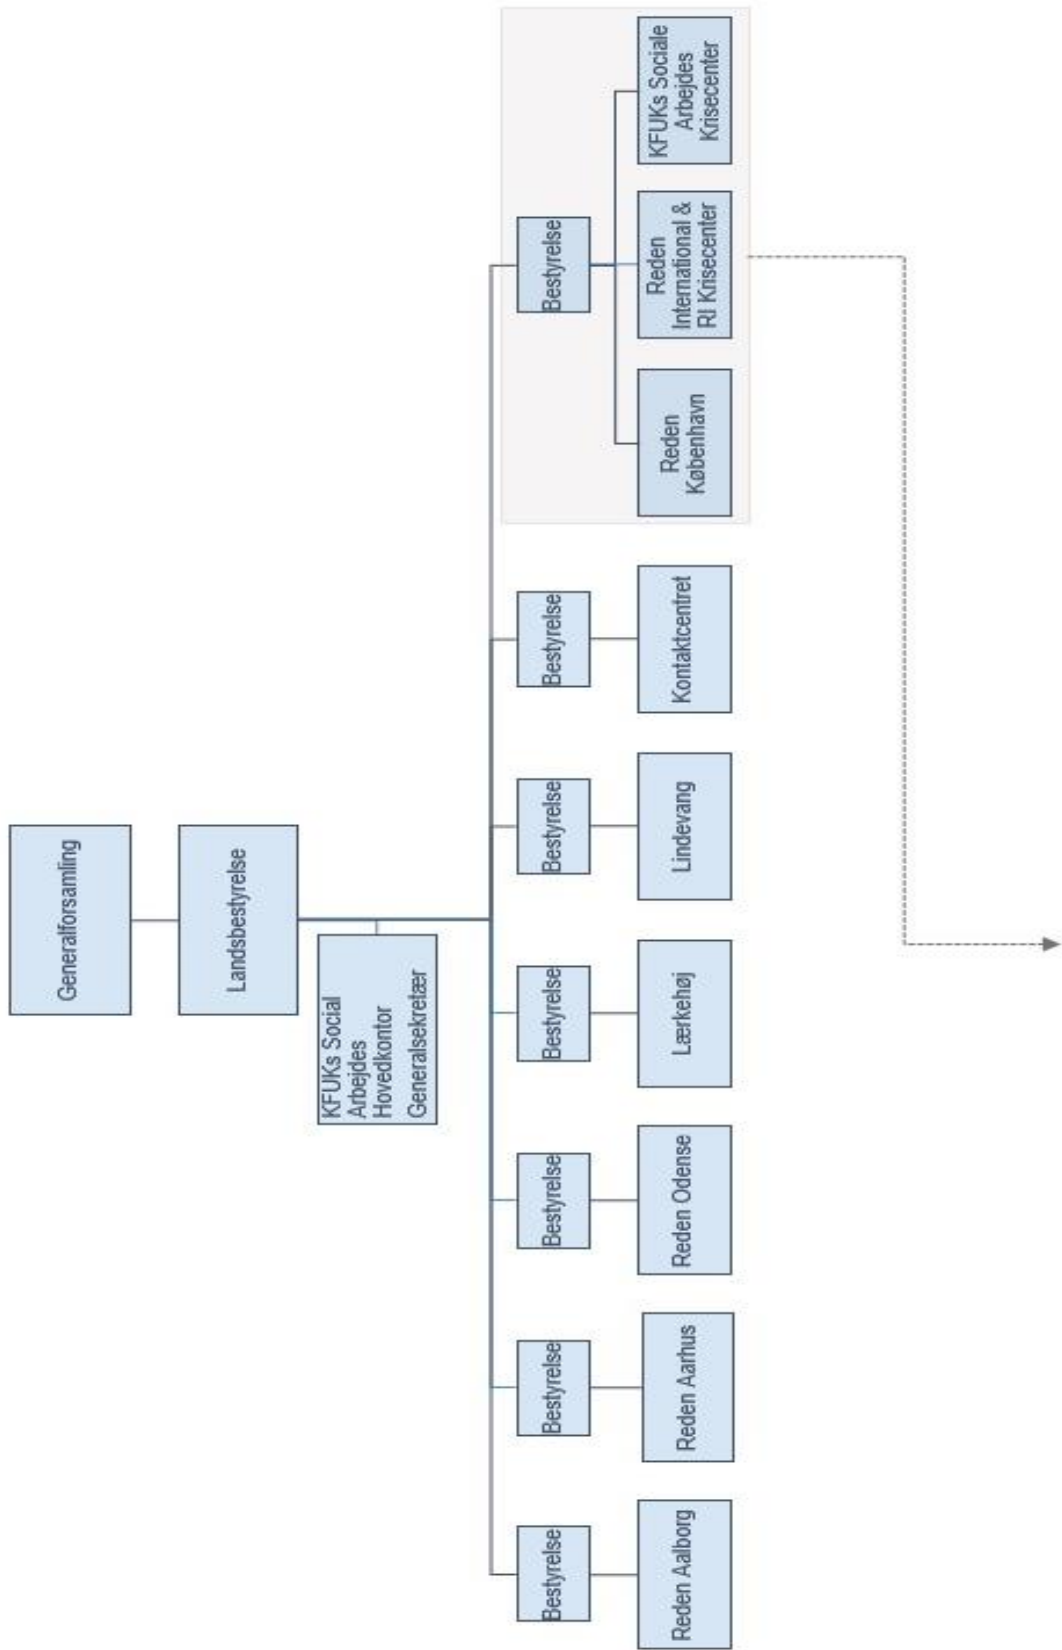 Generalforsamling
Landsbestyrelse
KFUKs Social
Arbejdes
Hovedkontor
Generalsekretær
Bestyrelse
Bestyrelse
Bestyrelse
Bestyrelse
Bestyrelse
Bestyrelse
Bestyrelse
Reden Aalborg
Reden Aarhus
Reden Odense
Lærkehøj
Lindevang
Kontaktcentret
Reden
København
Reden
International &
RI Krisecenter
KFUKs Sociale
Arbejdes
Krisecenter